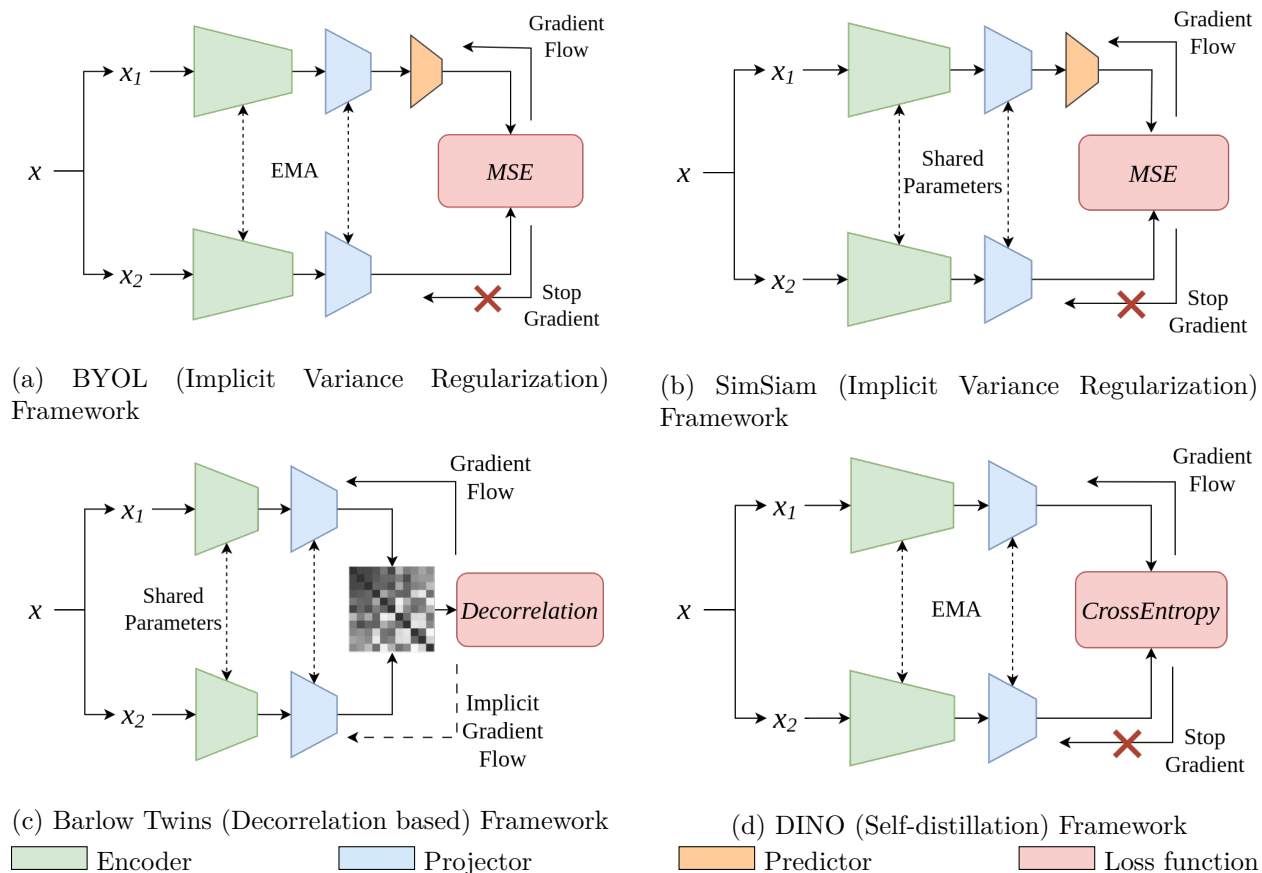 Gradient
Flow
x1
EMA
x
MSE
x2
Stop
Gradient
(a) BYOL (Implicit Variance Regularization)
Framework
Gradient
Flow
x1
Shared
Parameters
x
MSE
x2
Stop
Gradient
(b) SimSiam (Implicit Variance Regularization)
Framework
Gradient
Flow
x1
Shared
Parameters
x
Decorrelation
x2
Implicit
Gradient
Flow
(c) Barlow Twins (Decorrelation based) Framework
Gradient
Flow
x1
EMA
x
CrossEntropy
x2
Stop
Gradient
(d) DINO (Self-distillation) Framework
Encoder
Projector
Predictor
Loss function